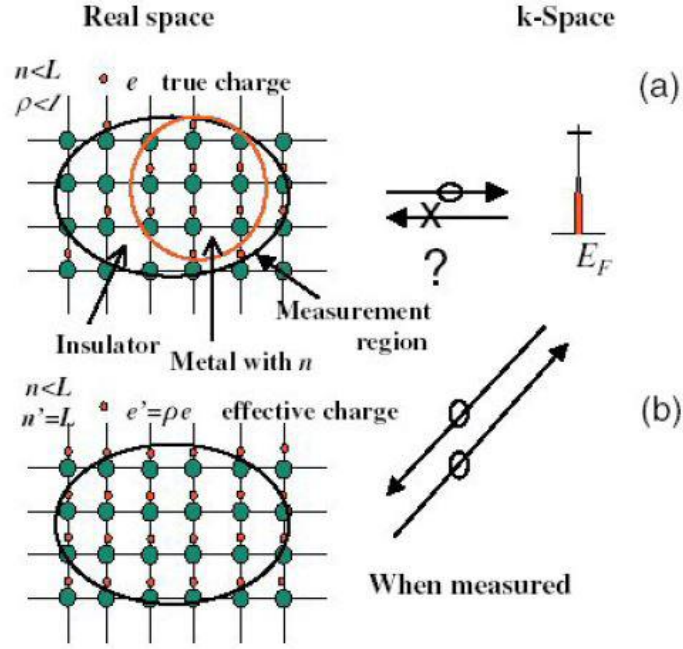 Real space
k-Space
n<L
e true charge
(a)
ρ<1
X
?
E_F
Insulator
Measurement
region
Metal with n
n<L
n'=L
e'=ρe effective charge
(b)
When measured